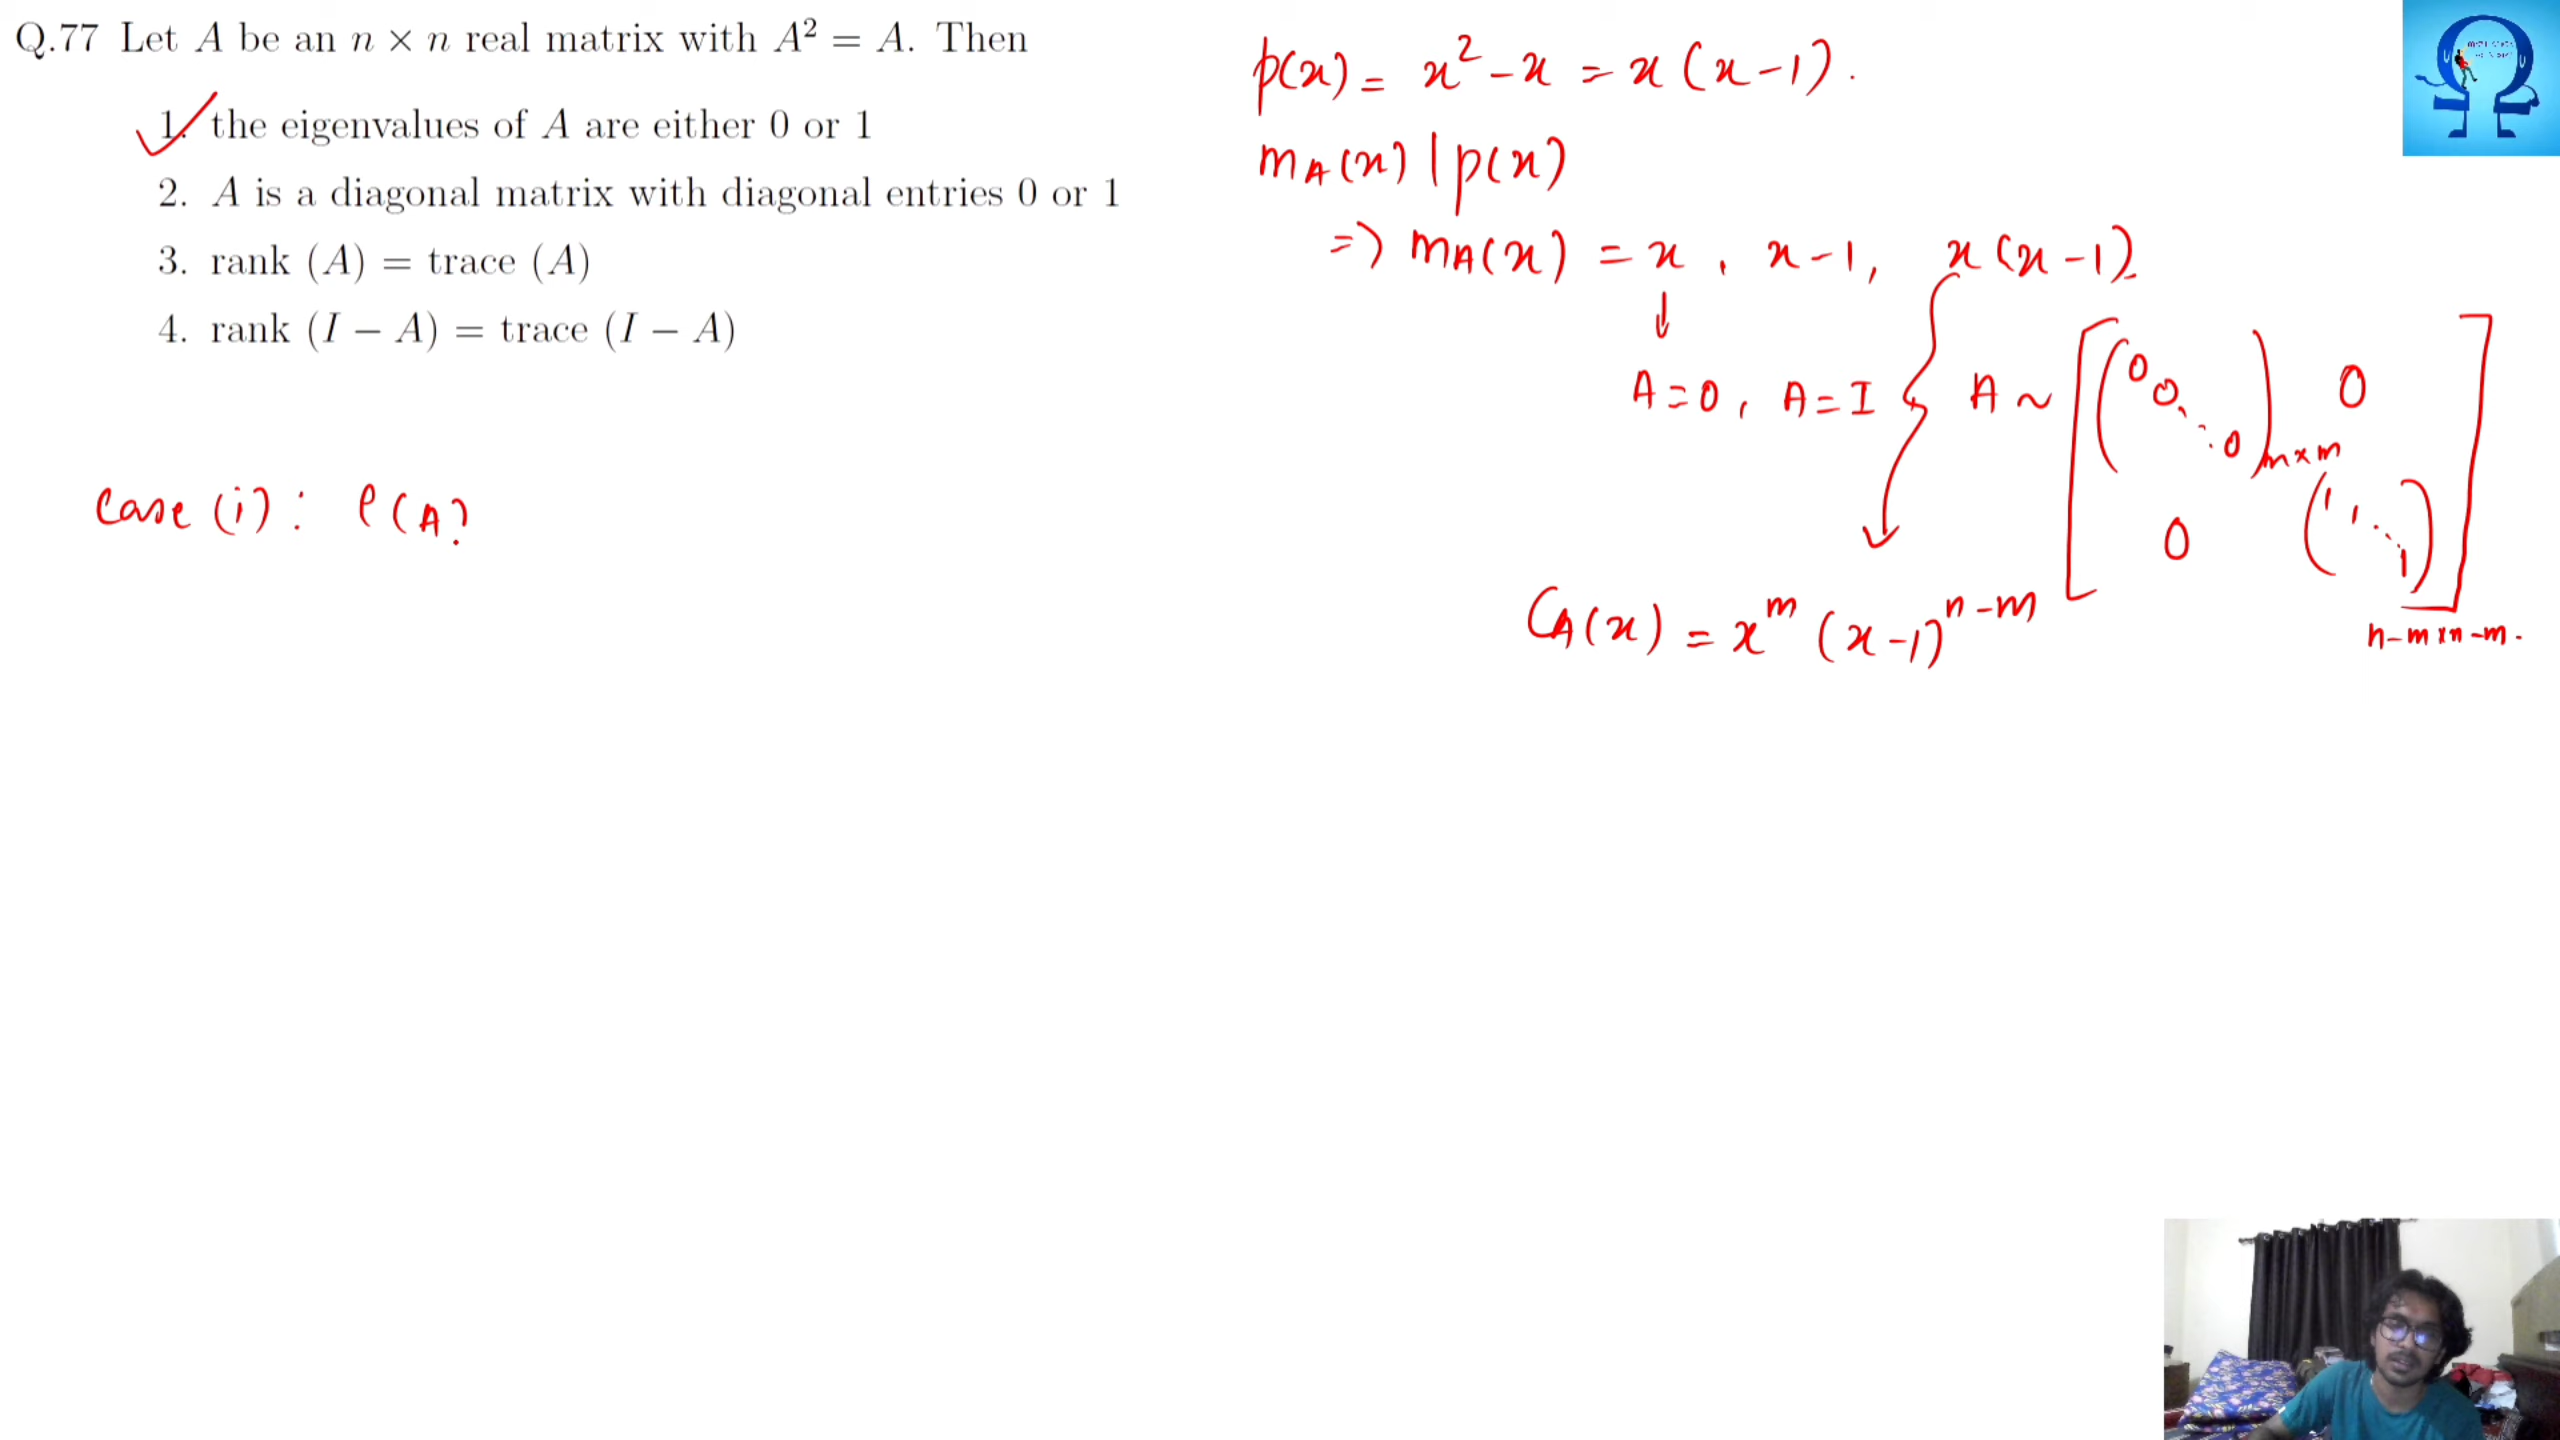 Q.77 Let A be an n × n real matrix with A² = A. Then
1. the eigenvalues of A are either 0 or 1
2. A is a diagonal matrix with diagonal entries 0 or 1
3. rank (A) = trace (A)
4. rank (I − A) = trace (I − A)
case (i) : ρ(A)
p(x) = x² - x = x (x-1).
m_A(x) | p(x)
=> m_A(x) = x , x-1, x(x-1)
↓
A=0, A=I
A ~ [ (0 0 ⋱ 0) m×m 0
0 (1 1 ⋱ 1) ] n-m×n-m.
C_A(x) = x^m (x-1)^{n-m}